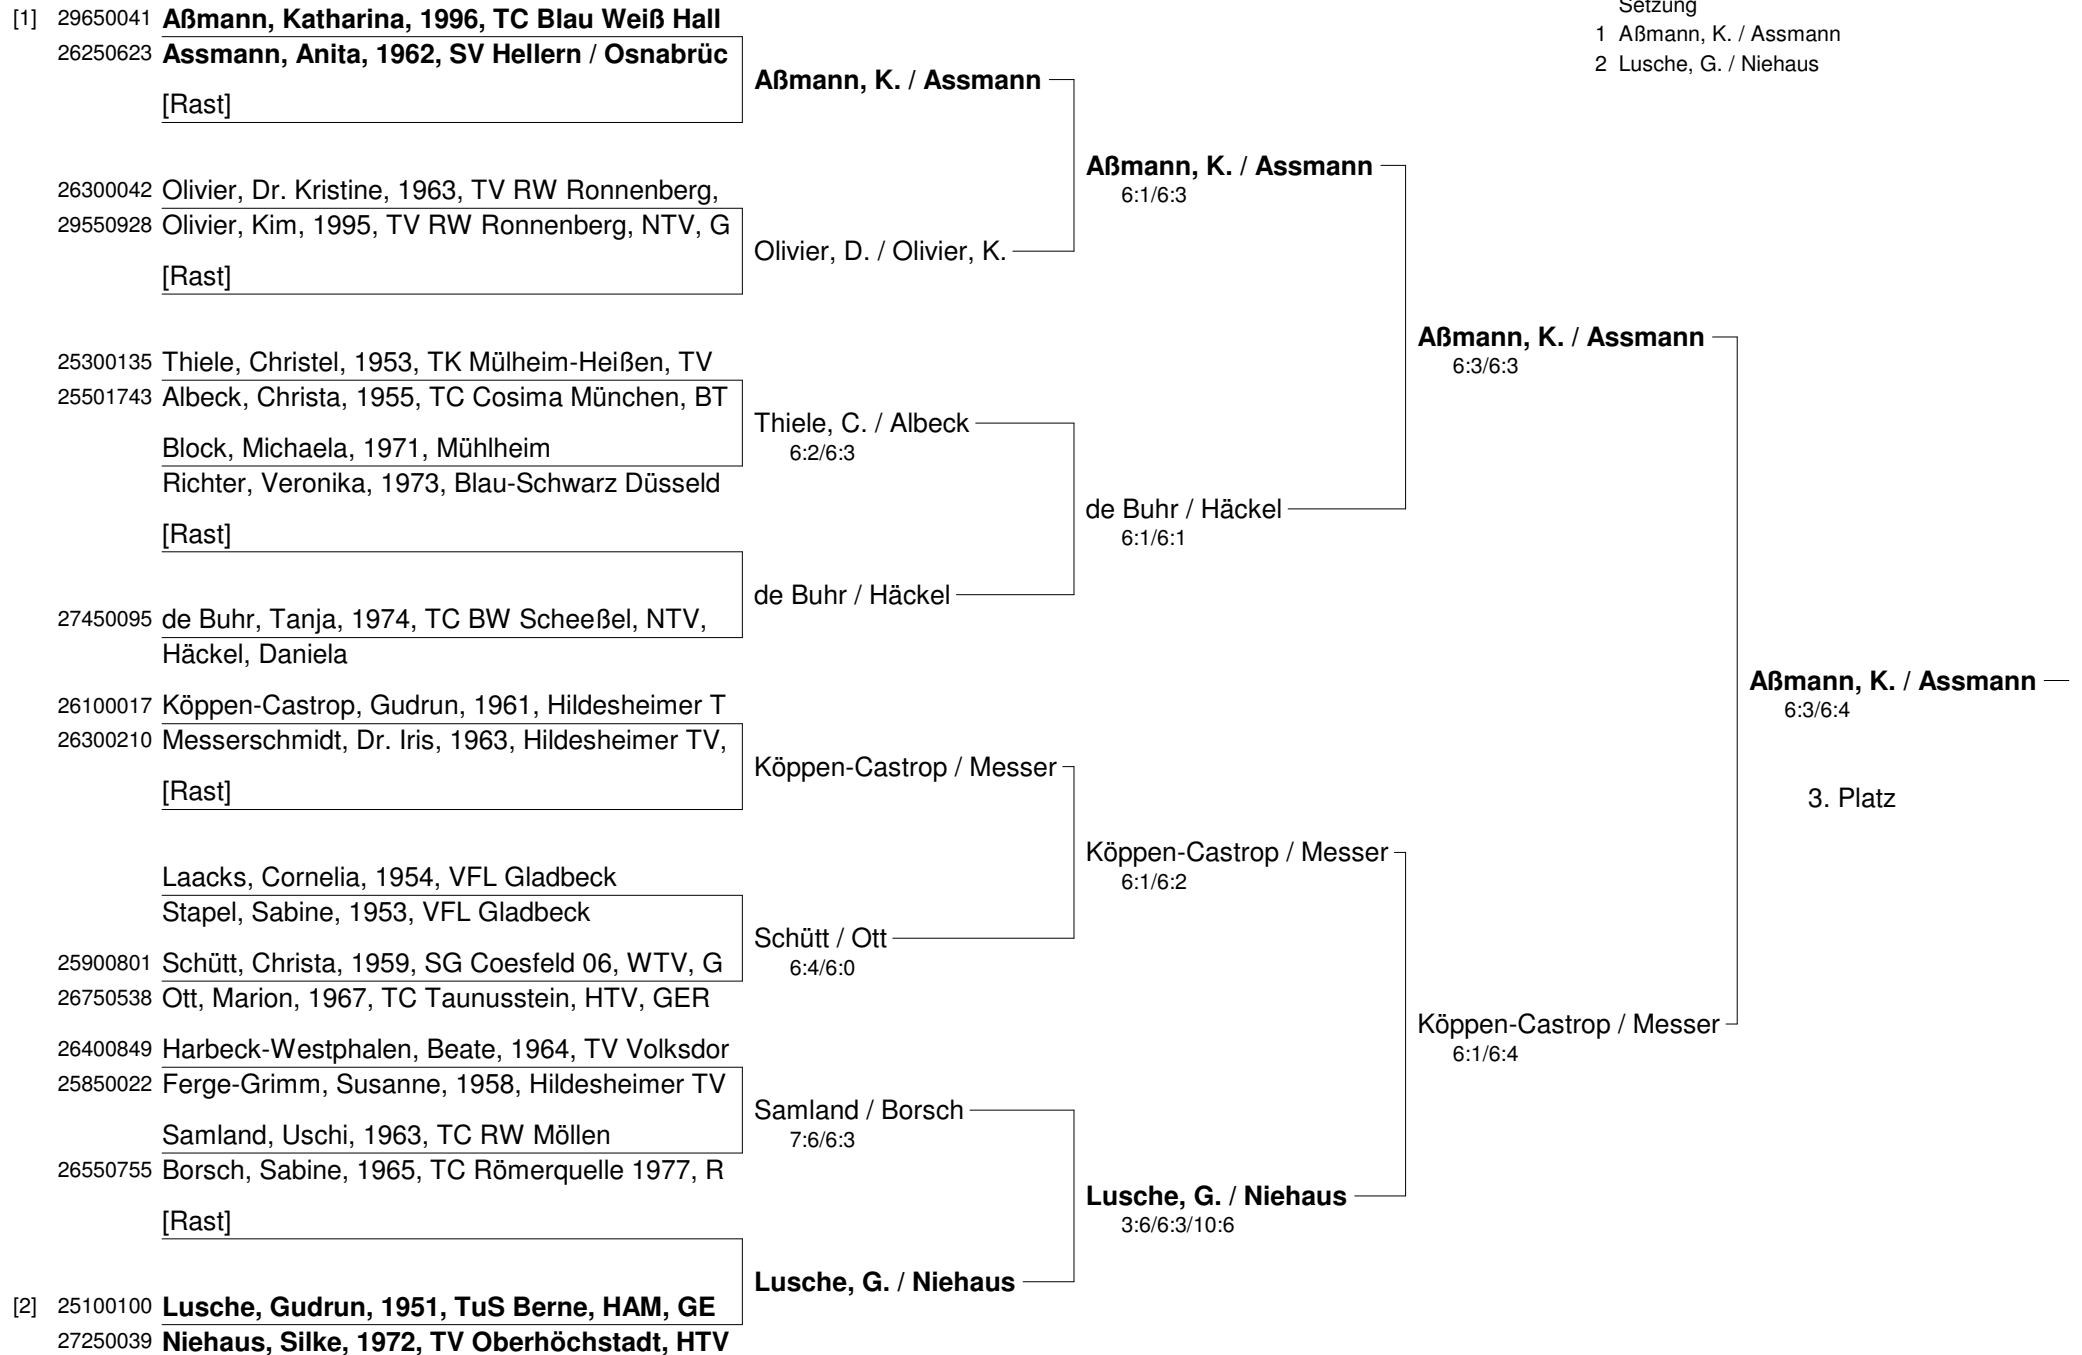 Setzung
1 Aßmann, K. / Assmann
2 Lusche, G. / Niehaus
[1] 29650041 Aßmann, Katharina, 1996, TC Blau Weiß Hall
26250623 Assmann, Anita, 1962, SV Hellern / Osnabrüc
[Rast]
26300042 Olivier, Dr. Kristine, 1963, TV RW Ronnenberg,
29550928 Olivier, Kim, 1995, TV RW Ronnenberg, NTV, G
[Rast]
25300135 Thiele, Christel, 1953, TK Mülheim-Heißen, TV
25501743 Albeck, Christa, 1955, TC Cosima München, BT
Block, Michaela, 1971, Mühlheim
Richter, Veronika, 1973, Blau-Schwarz Düsseld
[Rast]
27450095 de Buhr, Tanja, 1974, TC BW Scheeßel, NTV,
Häckel, Daniela
26100017 Köppen-Castrop, Gudrun, 1961, Hildesheimer T
26300210 Messerschmidt, Dr. Iris, 1963, Hildesheimer TV,
[Rast]
Laacks, Cornelia, 1954, VFL Gladbeck
Stapel, Sabine, 1953, VFL Gladbeck
25900801 Schütt, Christa, 1959, SG Coesfeld 06, WTV, G
26750538 Ott, Marion, 1967, TC Taunusstein, HTV, GER
26400849 Harbeck-Westphalen, Beate, 1964, TV Volksdor
25850022 Ferge-Grimm, Susanne, 1958, Hildesheimer TV
Samland, Uschi, 1963, TC RW Möllen
26550755 Borsch, Sabine, 1965, TC Römerquelle 1977, R
[Rast]
[2] 25100100 Lusche, Gudrun, 1951, TuS Berne, HAM, GE
27250039 Niehaus, Silke, 1972, TV Oberhöchstadt, HTV
Aßmann, K. / Assmann
Olivier, D. / Olivier, K.
Thiele, C. / Albeck
6:2/6:3
de Buhr / Häckel
Köppen-Castrop / Messer
Schütt / Ott
6:4/6:0
Samland / Borsch
7:6/6:3
Lusche, G. / Niehaus
Aßmann, K. / Assmann
6:1/6:3
de Buhr / Häckel
6:1/6:1
Köppen-Castrop / Messer
6:1/6:2
Lusche, G. / Niehaus
3:6/6:3/10:6
Aßmann, K. / Assmann
6:3/6:3
Köppen-Castrop / Messer
6:1/6:4
Aßmann, K. / Assmann
6:3/6:4
3. Platz